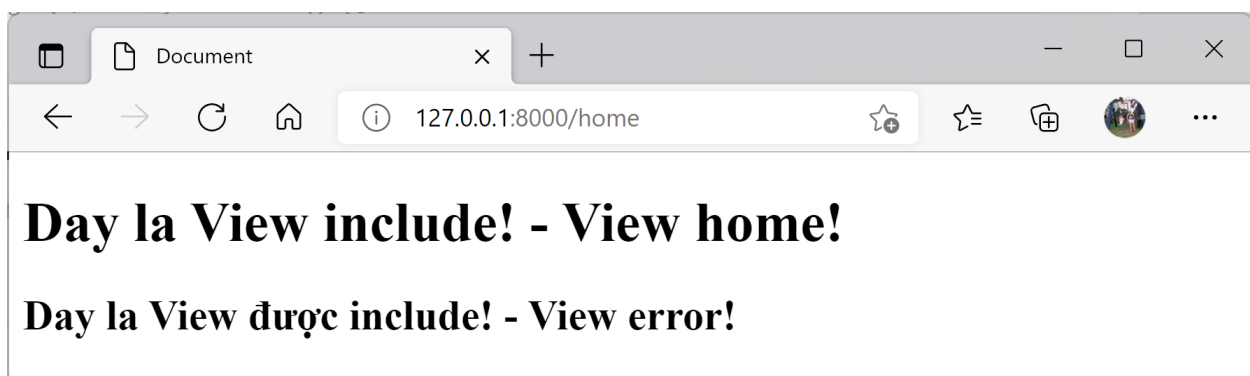 Document
127.0.0.1:8000/home
Day la View include! - View home!
Day la View được include! - View error!